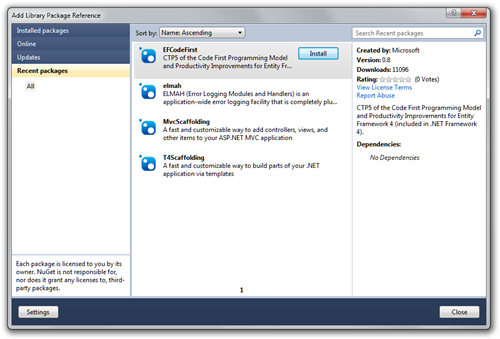 Add Library Package Reference
Installed packages
Online
Updates
Recent packages
All
Each package is licensed to you by its
owner. NuGet is not responsible for,
nor does it grant any licenses to, third-
party packages.
Settings
Sort by: Name: Ascending
EFCodeFirst
CTP5 of the Code First Programming Model
and Productivity Improvements for Entity Fr...
Install
elmah
ELMAH (Error Logging Modules and Handlers) is an
application-wide error logging facility that is completely plu...
MvcScaffolding
A fast and customizable way to add controllers, views, and
other items to your ASP.NET MVC application
T4Scaffolding
A fast and customizable way to build parts of your .NET
application via templates
1
Search Recent packages
Created by: Microsoft
Version: 0.8
Downloads: 11096
Rating: (0 Votes)
View License Terms
Report Abuse
CTP5 of the Code First Programming
Model and Productivity Improvements for Entity
Framework 4 (included in .NET Framework
4).
Dependencies:
No Dependencies
Close